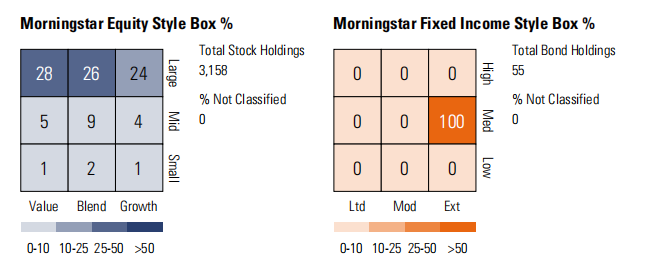 Morningstar Equity Style Box %
28 26 24 Large
5 9 4 Mid
1 2 1 Small
Value Blend Growth
0-10 10-25 25-50 >50
Total Stock Holdings
3,158
% Not Classified
0
Morningstar Fixed Income Style Box %
0 0 0 High
0 0 100 Med
0 0 0 Low
Ltd Mod Ext
0-10 10-25 25-50 >50
Total Bond Holdings
55
% Not Classified
0